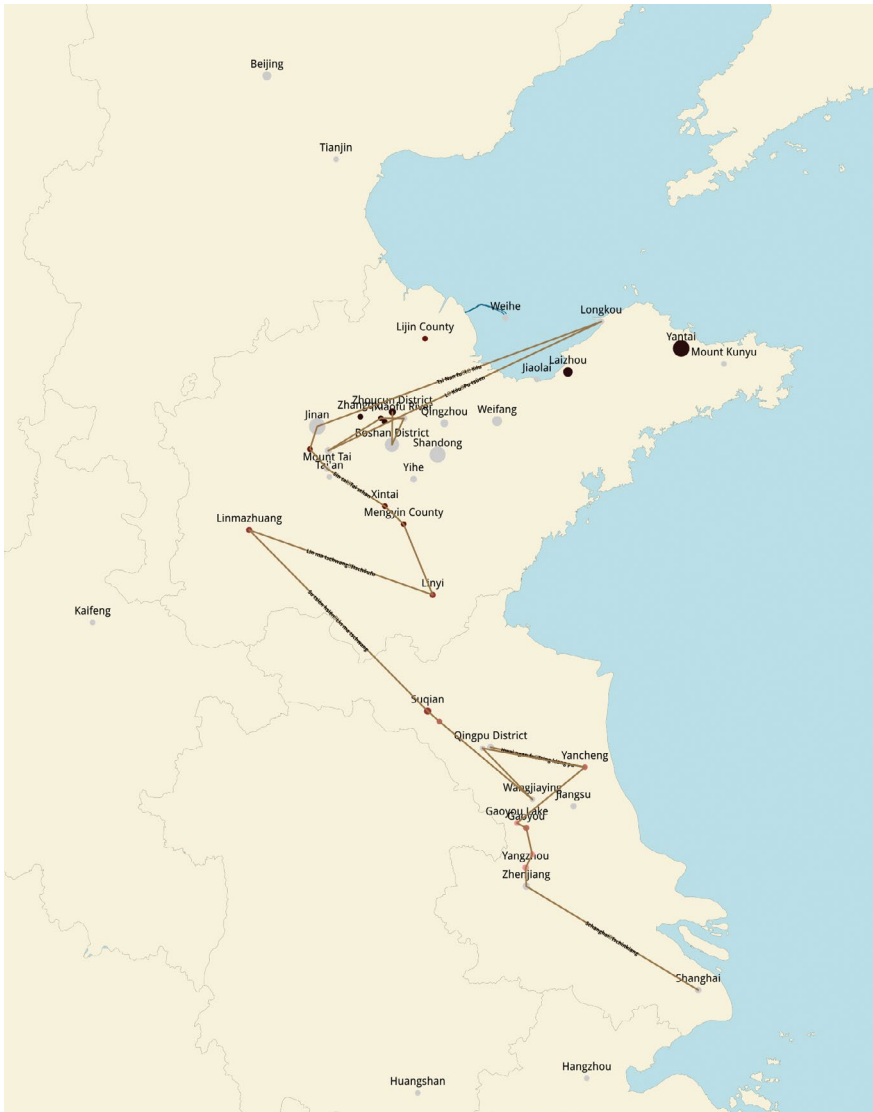 Beijing
Tianjin
Weihe
Longkou
Lijin County
Yantai
Mount Kunyu
Laizhou
Jiaolai
Zhoucun District
Jinan
Qingzhou
Weifang
Boshan District
Shandong
Mount Tai
Tai'an
Yihe
Xintai
Mengyin County
Linmazhuang
Linyi
Kaifeng
Suqian
Qingpu District
Yancheng
Wangjiaying
Jiangsu
Gaoyou Lake
Gaoyou
Yangzhou
Zhenjiang
Shanghai
Hangzhou
Huangshan